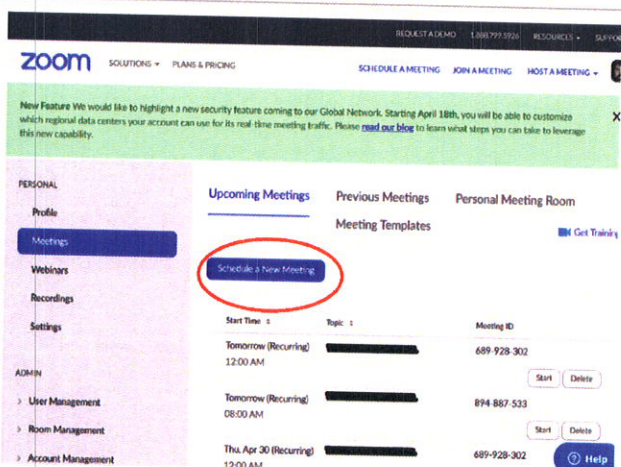 REQUEST A DEMO 1.888.799.5926 RESOURCES SUPPOR
zoom SOLUTIONS PLANS & PRICING SCHEDULE A MEETING JOIN A MEETING HOST A MEETING
New Feature We would like to highlight a new security feature coming to our Global Network. Starting April 18th, you will be able to customize
which regional data centers your account can use for its real-time meeting traffic. Please read our blog to learn what steps you can take to leverage
this new capability.
X
PERSONAL
Profile
Meetings
Webinars
Recordings
Settings
ADMIN
> User Management
> Room Management
> Account Management
Upcoming Meetings Previous Meetings Personal Meeting Room
Meeting Templates
Get Training
Schedule a New Meeting
Start Time Topic Meeting ID
Tomorrow (Recurring) 689-928-302
12:00 AM
Start Delete
Tomorrow (Recurring) 894-887-533
08:00 AM
Start Delete
Thu, Apr 30 (Recurring) 689-928-302
12:00 AM
? Help